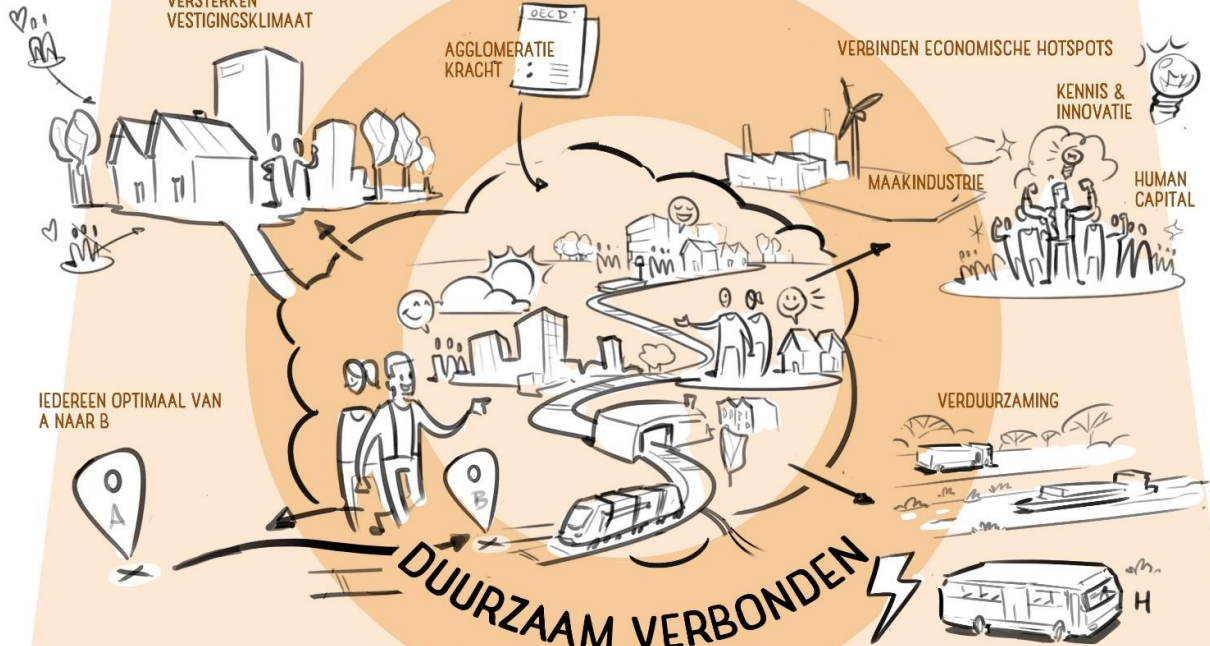 VERSTERKEN
VESTIGINGSKLIMAAT
OECD:
AGGLOMERATIE
KRACHT
VERBINDEN ECONOMISCHE HOTSPOTS
KENNIS &
INNOVATIE
MAAKINDUSTRIE
HUMAN
CAPITAL
IEDEREEN OPTIMAAL VAN
A NAAR B
VERDUURZAMING
A
B
DUURZAAM VERBONDEN
H